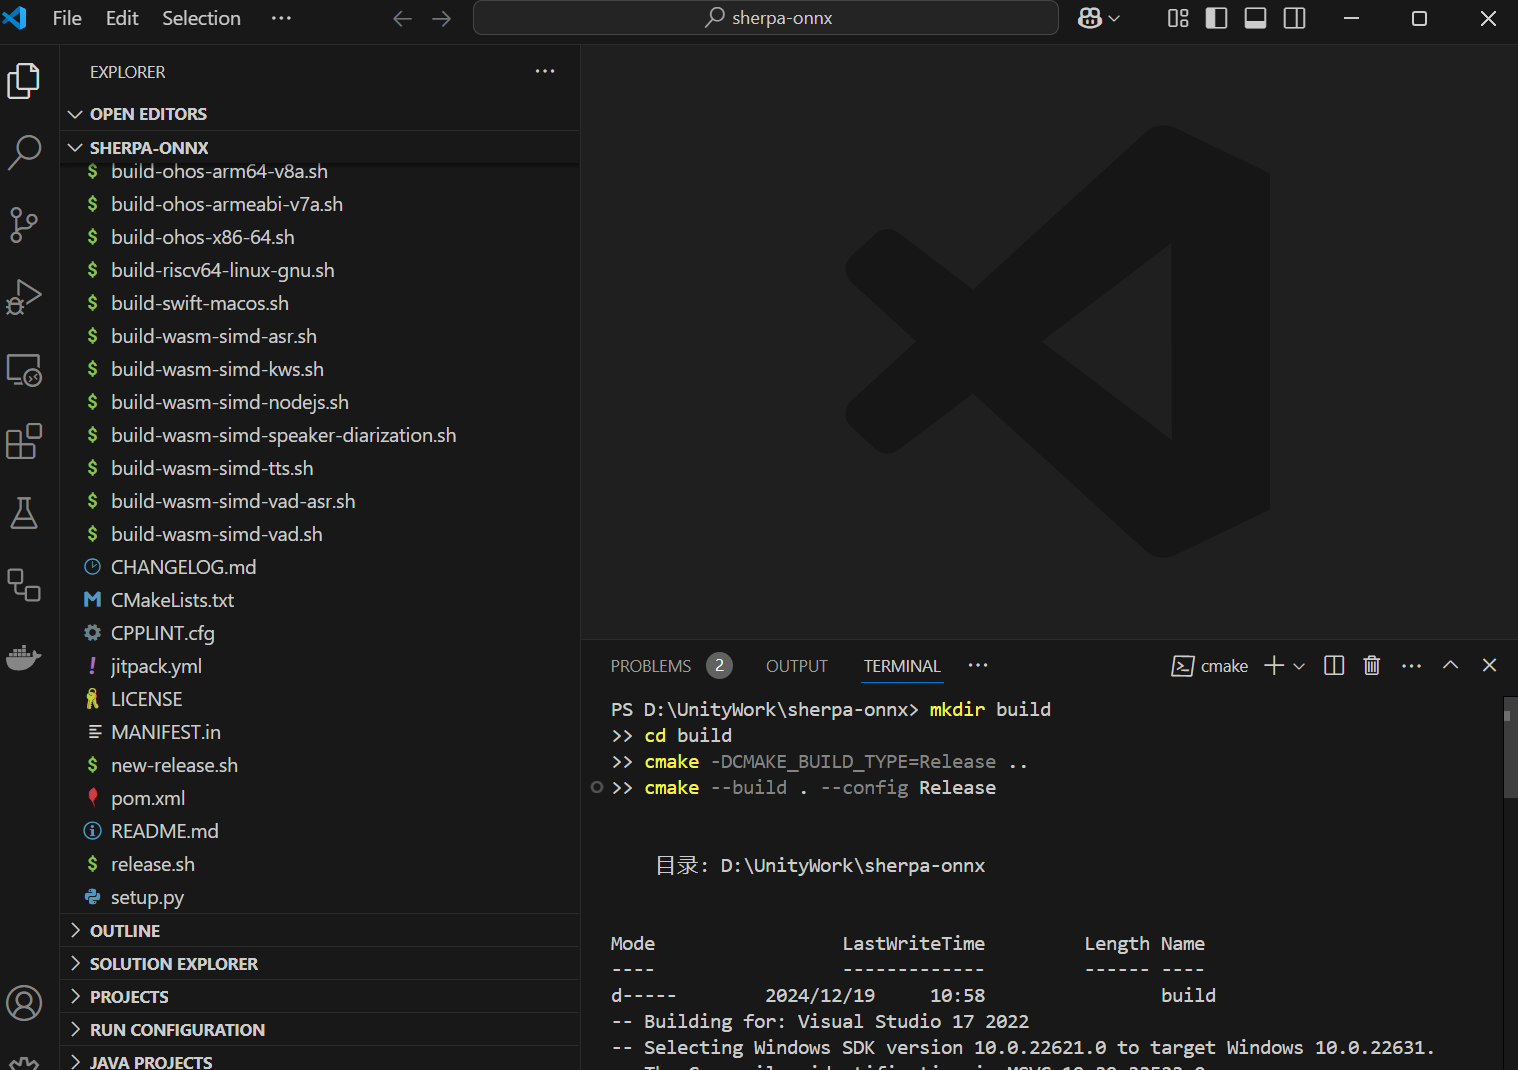 File Edit Selection ···
sherpa-onnx
EXPLORER
OPEN EDITORS
SHERPA-ONNX
build-ohos-arm64-v8a.sh
build-ohos-armeabi-v7a.sh
build-ohos-x86-64.sh
build-riscv64-linux-gnu.sh
build-swift-macos.sh
build-wasm-simd-asr.sh
build-wasm-simd-kws.sh
build-wasm-simd-nodejs.sh
build-wasm-simd-speaker-diarization.sh
build-wasm-simd-tts.sh
build-wasm-simd-vad-asr.sh
build-wasm-simd-vad.sh
CHANGELOG.md
CMakeLists.txt
CPPLINT.cfg
jitpack.yml
LICENSE
MANIFEST.in
new-release.sh
pom.xml
README.md
release.sh
setup.py
OUTLINE
SOLUTION EXPLORER
PROJECTS
RUN CONFIGURATION
JAVA PROJECTS
PROBLEMS 2 OUTPUT TERMINAL ··· cmake
PS D:\UnityWork\sherpa-onnx> mkdir build
>> cd build
>> cmake -DCMAKE_BUILD_TYPE=Release ..
>> cmake --build . --config Release
目录: D:\UnityWork\sherpa-onnx
Mode LastWriteTime Length Name
---- ------------- ------ ----
d----- 2024/12/19 10:58 build
-- Building for: Visual Studio 17 2022
-- Selecting Windows SDK version 10.0.22621.0 to target Windows 10.0.22631.